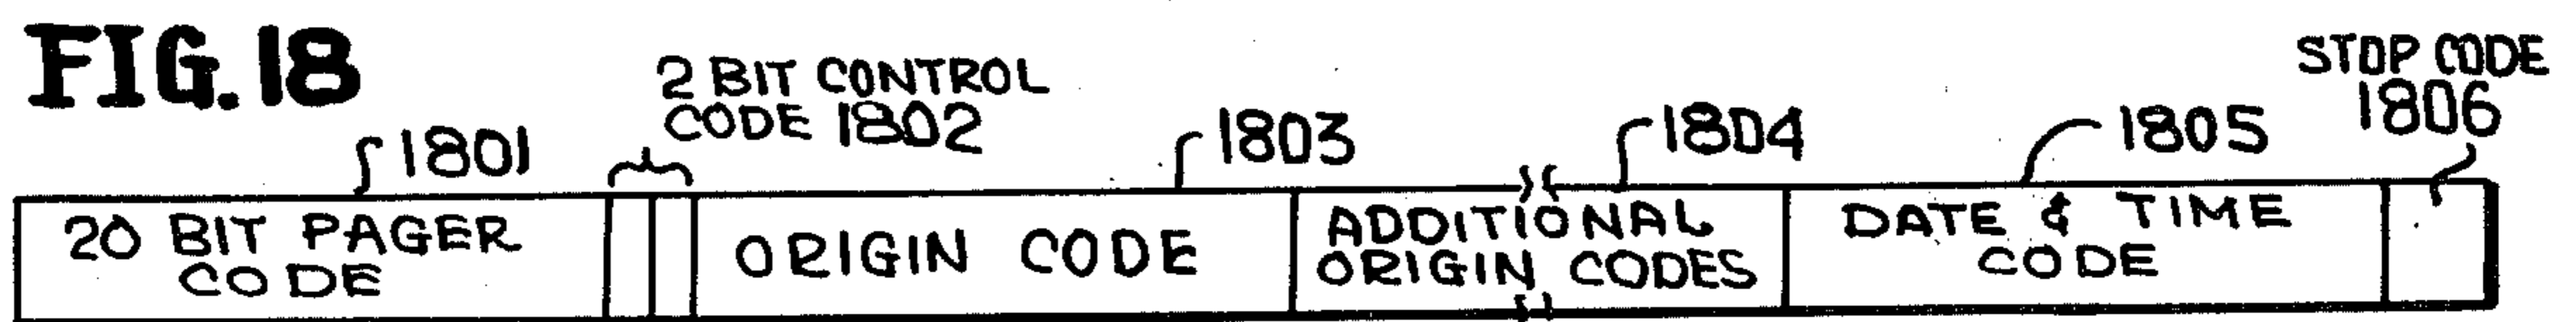 FIG. 18
1801
2 BIT CONTROL
CODE 1802
1803
1804
1805
STOP CODE
1806
20 BIT PAGER
CODE
ORIGIN CODE
ADDITIONAL
ORIGIN CODES
DATE & TIME
CODE